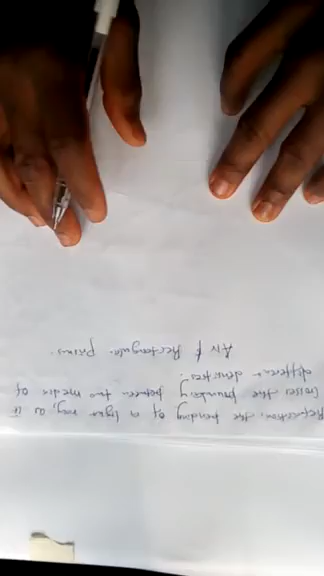 Refraction, the bending of a light ray, as it
crosses the boundary between two media of
different densities.
Air & Rectangular Prism.